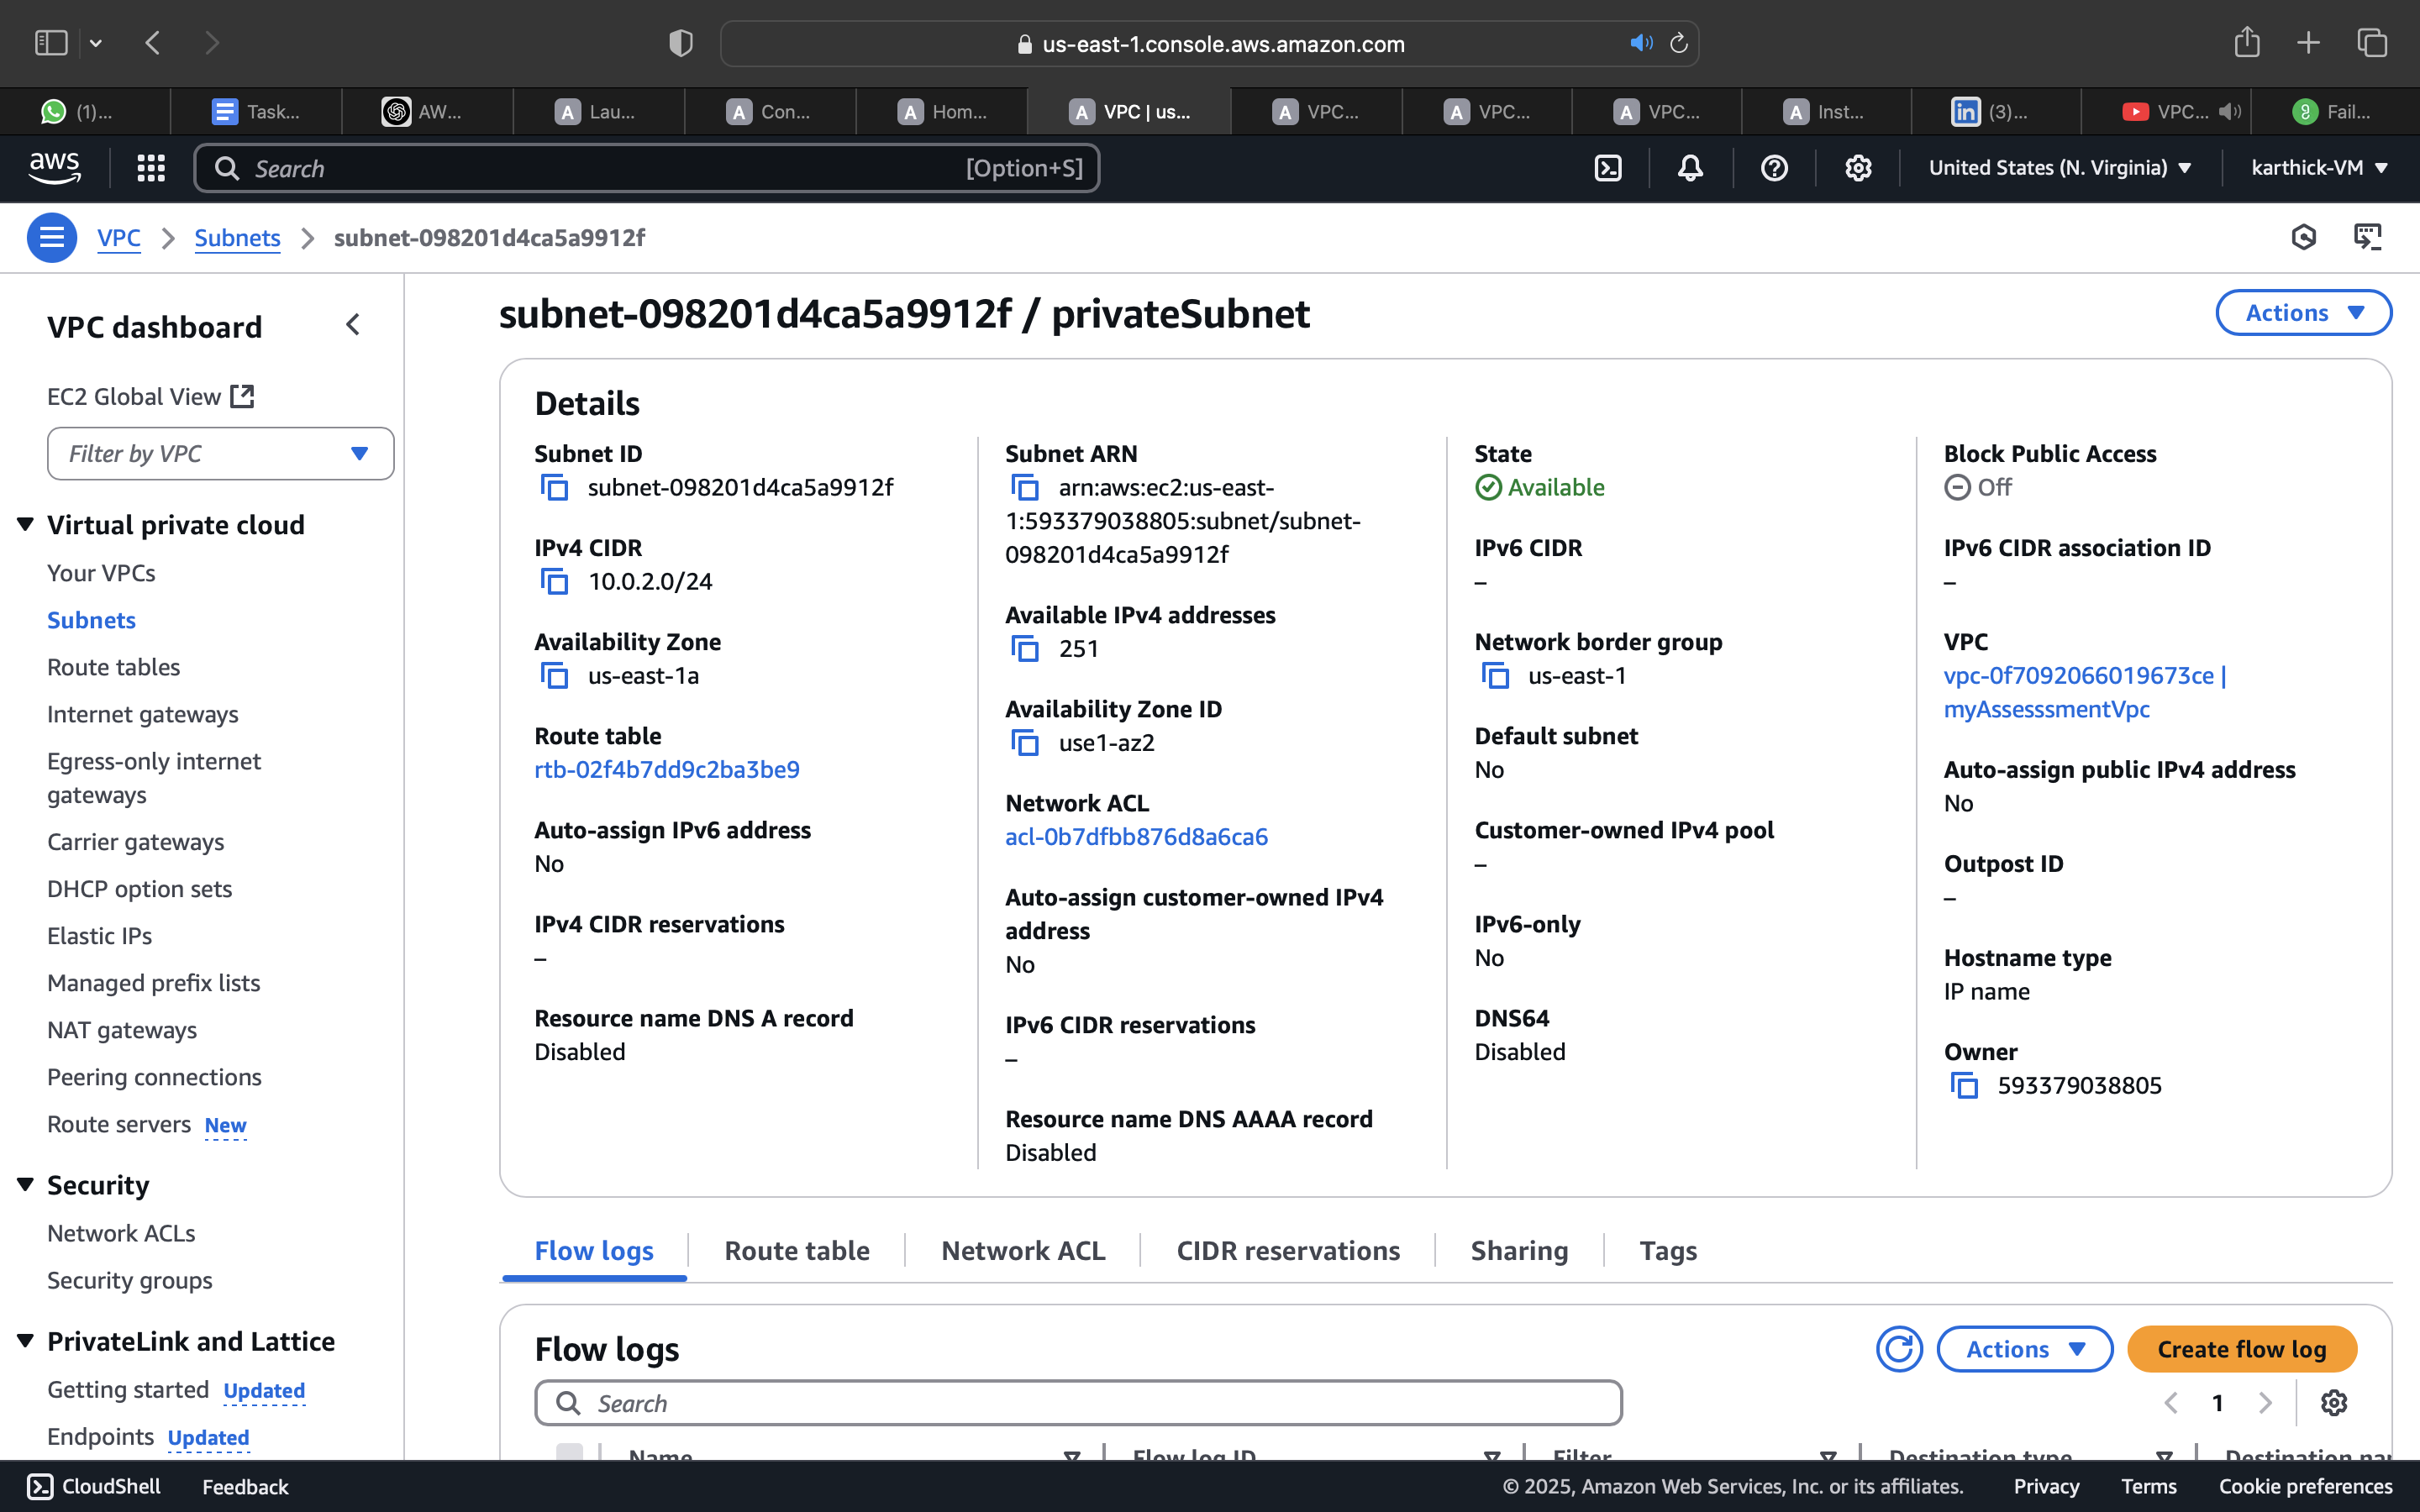 us-east-1.console.aws.amazon.com
(1)...
Task...
AW...
A Lau...
A Con...
A Hom...
A VPC | us...
A VPC...
A VPC...
A VPC...
A Inst...
in (3)...
VPC...
8 Fail...
aws
Search
[Option+S]
United States (N. Virginia)
karthick-VM
VPC
Subnets
subnet-098201d4ca5a9912f
VPC dashboard
EC2 Global View
Filter by VPC
Virtual private cloud
Your VPCs
Subnets
Route tables
Internet gateways
Egress-only internet
gateways
Carrier gateways
DHCP option sets
Elastic IPs
Managed prefix lists
NAT gateways
Peering connections
Route servers New
Security
Network ACLs
Security groups
PrivateLink and Lattice
Getting started Updated
Endpoints Updated
subnet-098201d4ca5a9912f / privateSubnet
Actions
Details
Subnet ID
subnet-098201d4ca5a9912f
IPv4 CIDR
10.0.2.0/24
Availability Zone
us-east-1a
Route table
rtb-02f4b7dd9c2ba3be9
Auto-assign IPv6 address
No
IPv4 CIDR reservations
–
Resource name DNS A record
Disabled
Subnet ARN
arn:aws:ec2:us-east-
1:593379038805:subnet/subnet-
098201d4ca5a9912f
Available IPv4 addresses
251
Availability Zone ID
use1-az2
Network ACL
acl-0b7dfbb876d8a6ca6
Auto-assign customer-owned IPv4
address
No
IPv6 CIDR reservations
–
Resource name DNS AAAA record
Disabled
State
Available
IPv6 CIDR
–
Network border group
us-east-1
Default subnet
No
Customer-owned IPv4 pool
–
IPv6-only
No
DNS64
Disabled
Block Public Access
Off
IPv6 CIDR association ID
–
VPC
vpc-0f7092066019673ce |
myAssesssmentVpc
Auto-assign public IPv4 address
No
Outpost ID
–
Hostname type
IP name
Owner
593379038805
Flow logs
Route table
Network ACL
CIDR reservations
Sharing
Tags
Flow logs
Actions
Create flow log
Search
1
Name
Flow log ID
Filter
Destination type
Destination na
CloudShell
Feedback
© 2025, Amazon Web Services, Inc. or its affiliates.
Privacy
Terms
Cookie preferences